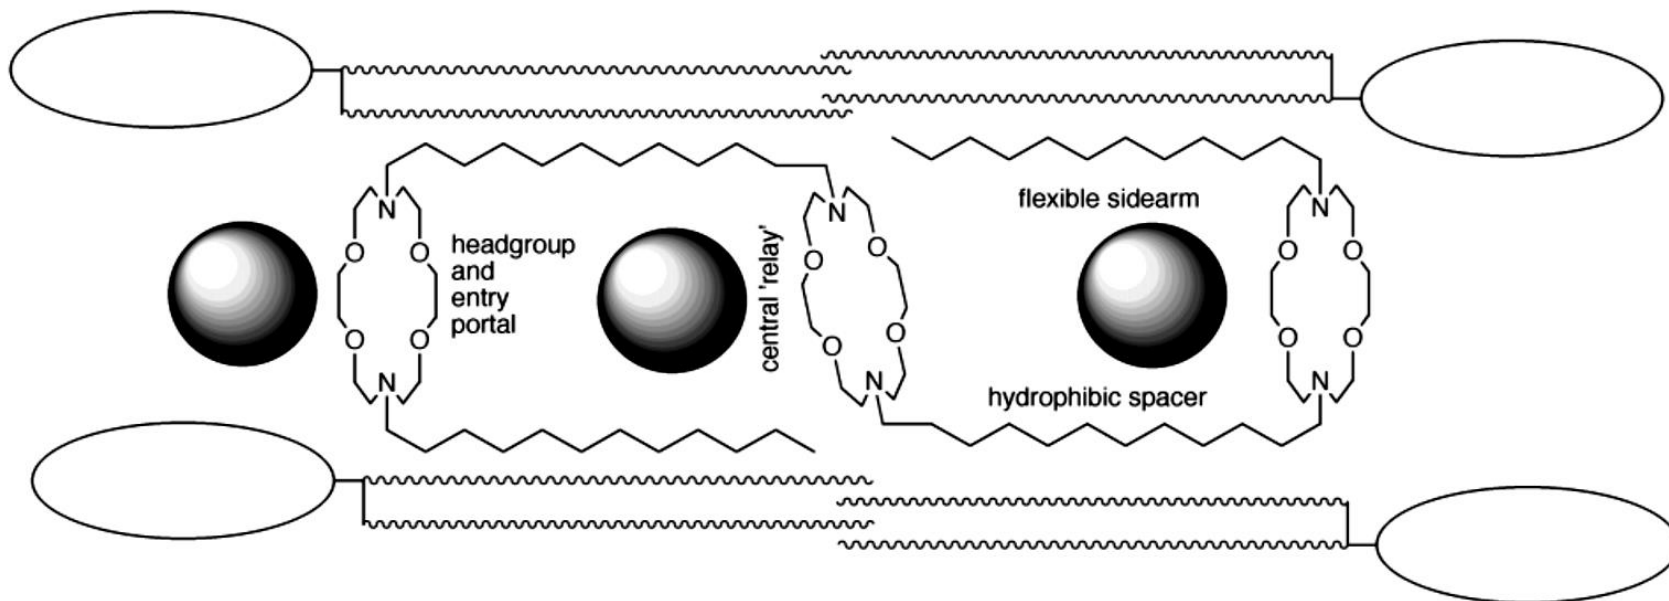 N
N
N
O
O
O
O
O
O
headgroup
and
entry
portal
central 'relay'
flexible sidearm
O
O
O
O
O
O
N
N
N
hydrophibic spacer